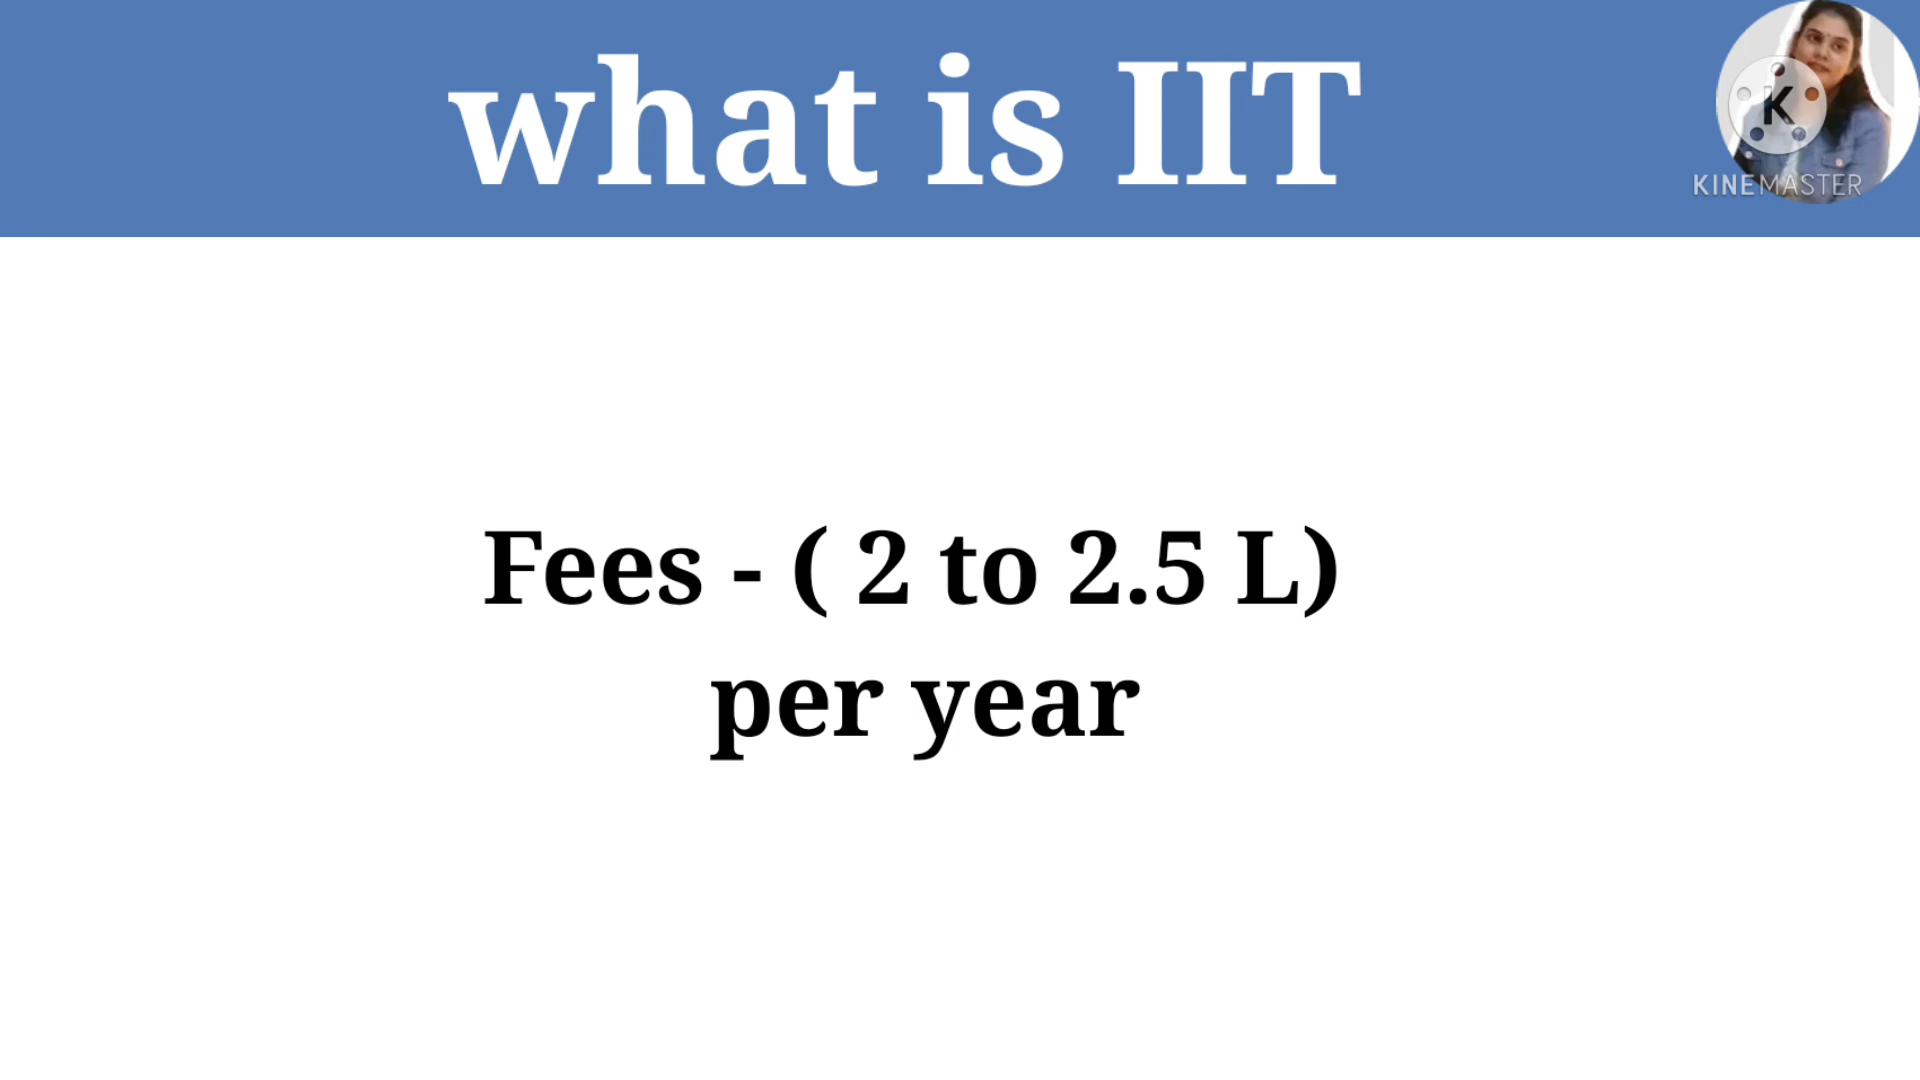 what is IIT
K
KINEMASTER
Fees - ( 2 to 2.5 L)
per year